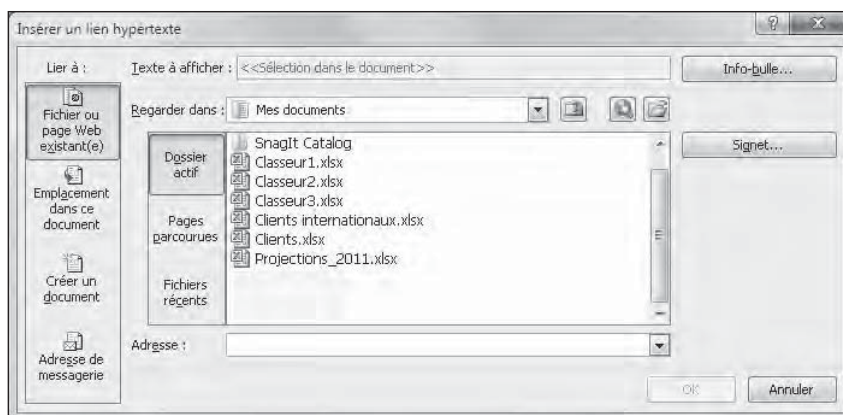 Insérer un lien hypertexte
Lier à :
Texte à afficher : <<Sélection dans le document>>
Info-bulle...
Fichier ou
page Web
existant(e)
Regarder dans : Mes documents
Signet...
Emplacement
dans ce
document
Créer un
document
Adresse de
messagerie
Dossier
actif
Pages
parcourues
Fichiers
récents
SnagIt Catalog
Classeur1.xlsx
Classeur2.xlsx
Classeur3.xlsx
Clients internationaux.xlsx
Clients.xlsx
Projections_2011.xlsx
Adresse :
OK
Annuler